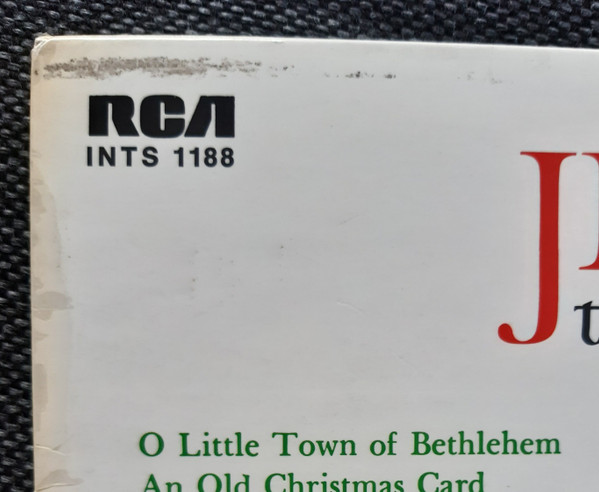 RCA
INTS 1188
J
t
O Little Town of Bethlehem
An Old Christmas Card